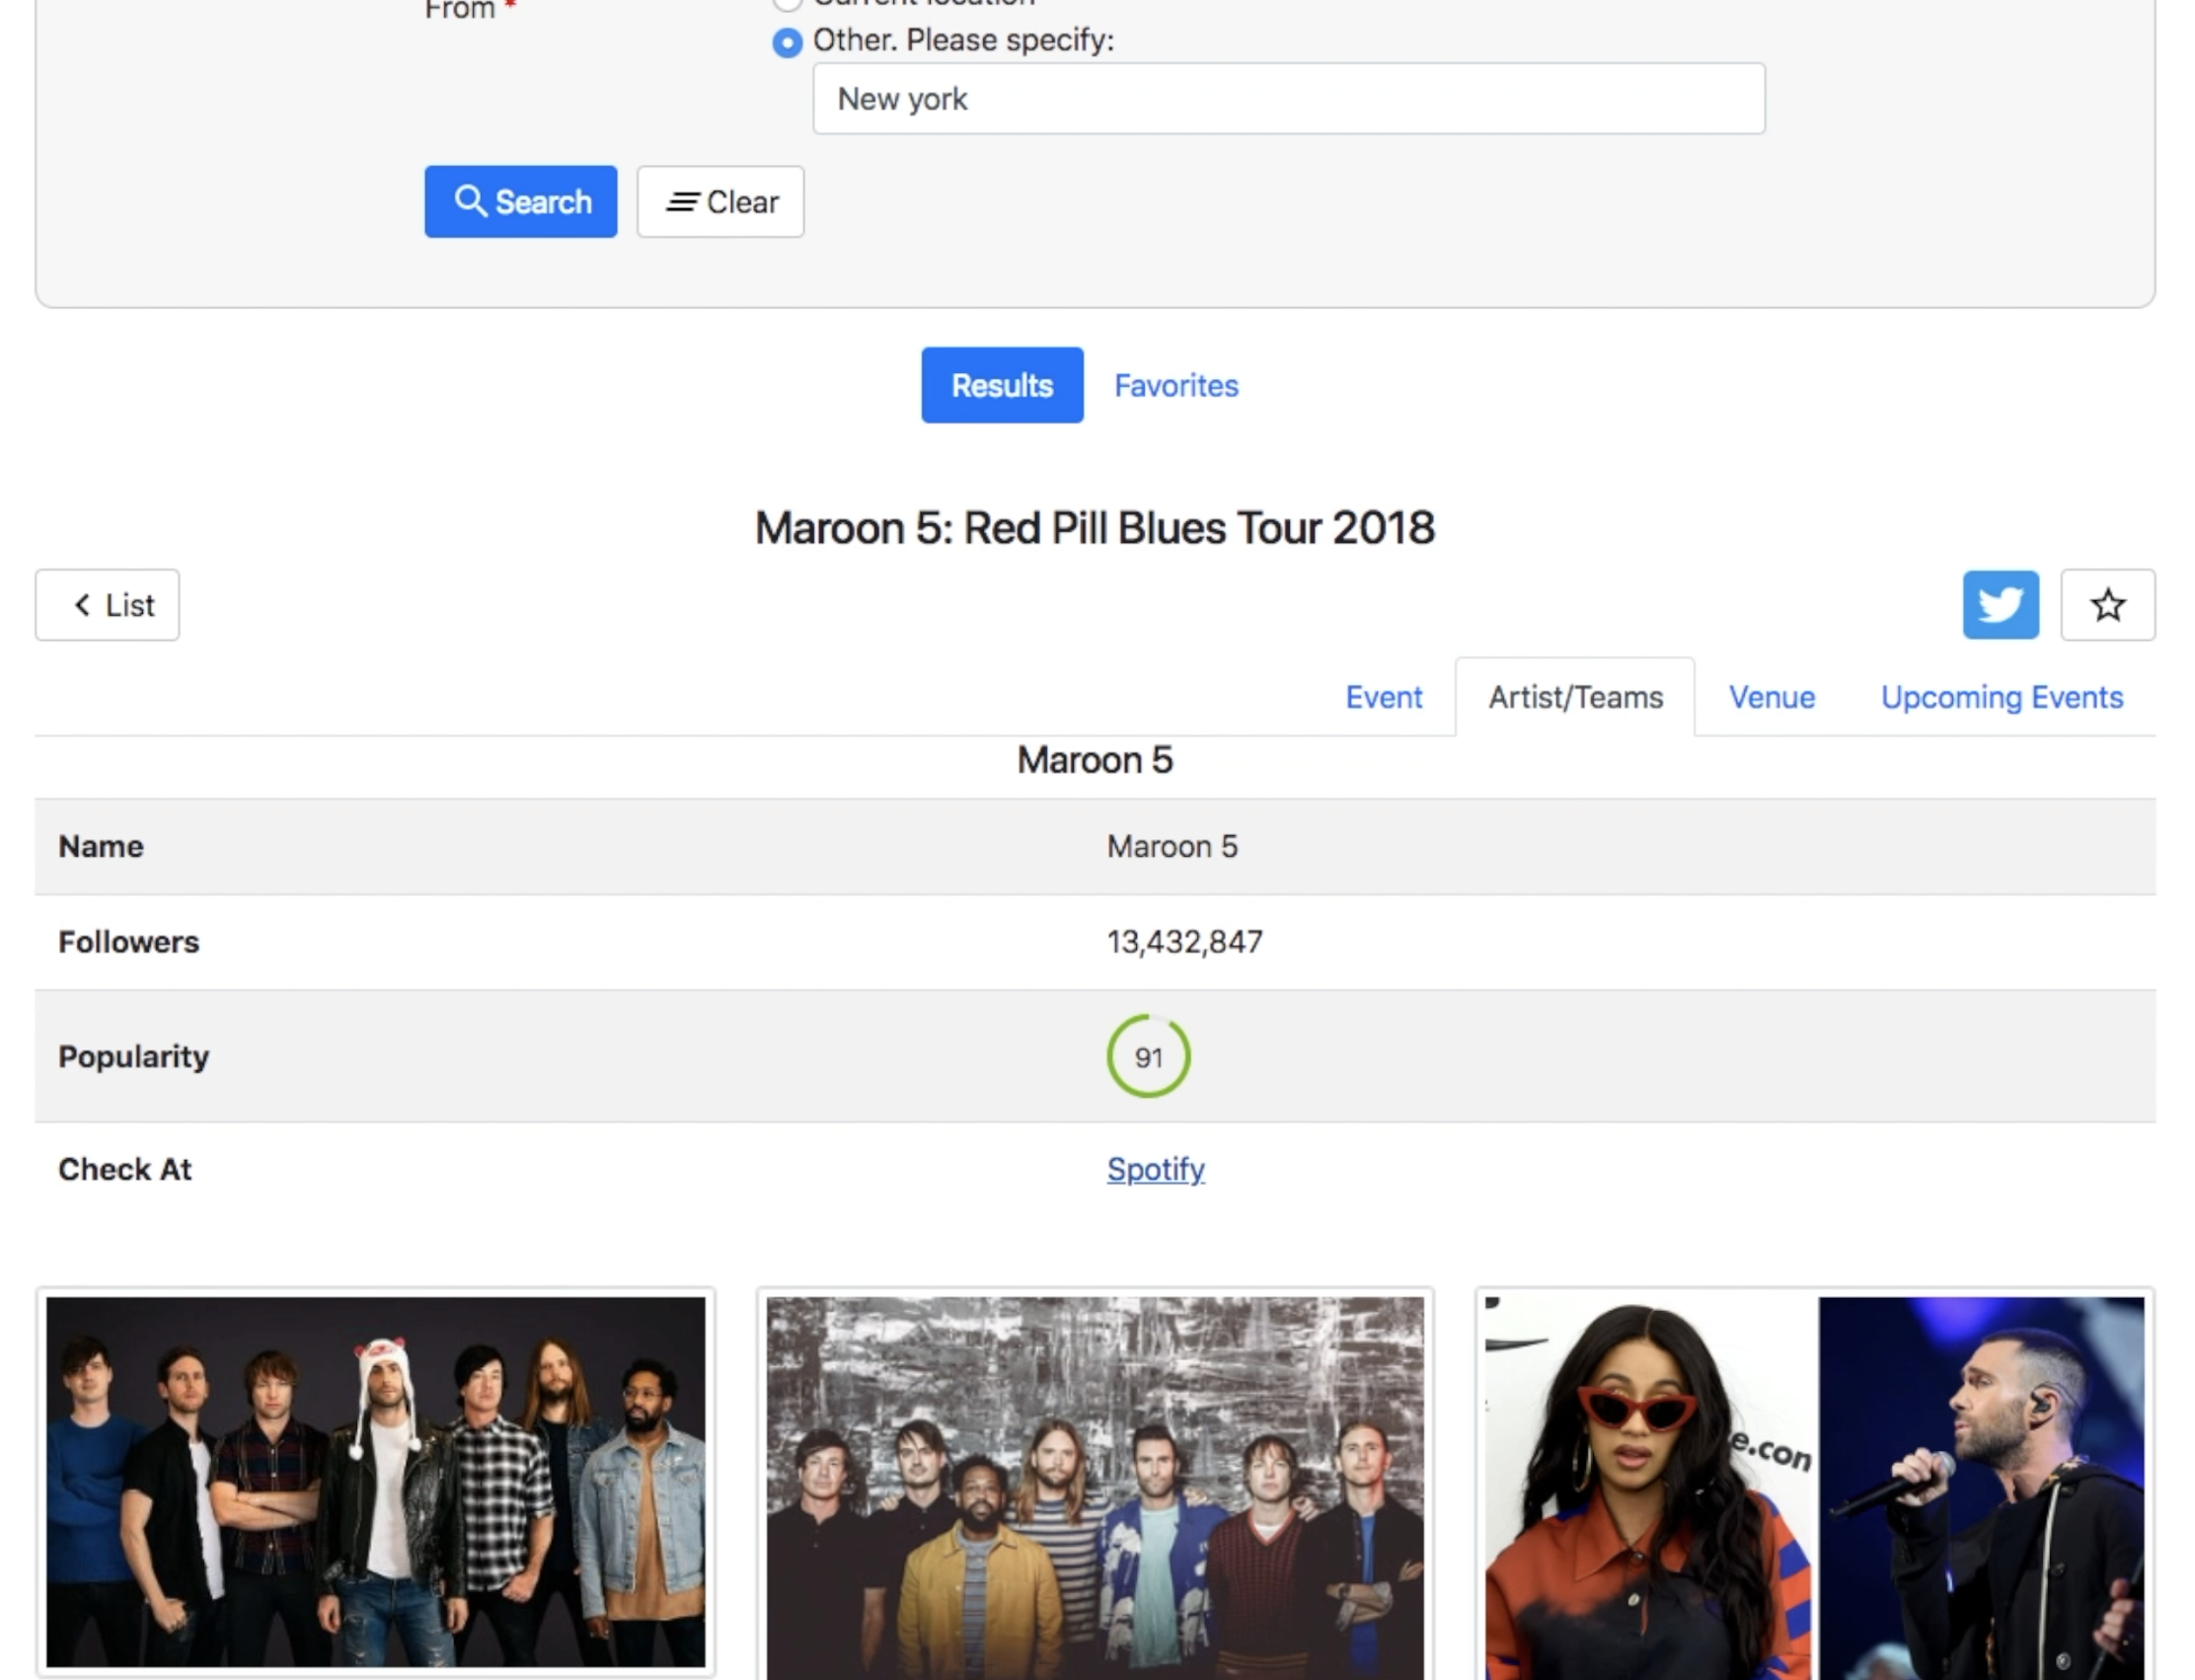 From *
Current location
Other. Please specify:
New york
Search
Clear
Results
Favorites
Maroon 5: Red Pill Blues Tour 2018
List
Event
Artist/Teams
Venue
Upcoming Events
Maroon 5
Name
Maroon 5
Followers
13,432,847
Popularity
91
Check At
Spotify
e.con